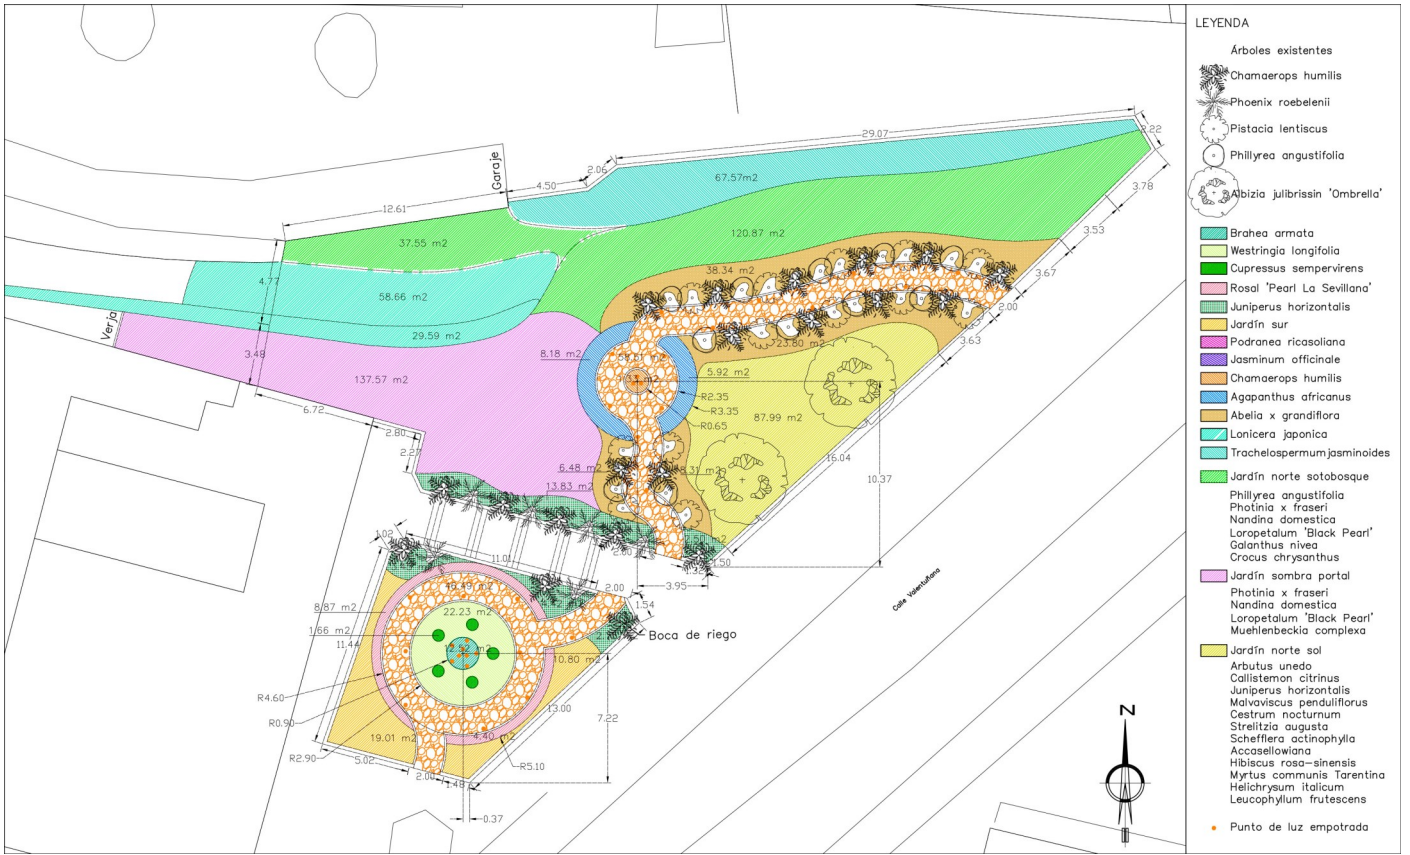 LEYENDA
Árboles existentes
Chamaerops humilis
Phoenix roebelenii
Pistacia lentiscus
Phillyrea angustifolia
Albizia julibrissin 'Ombrella'
Brahea armata
Westringia longifolia
Cupressus sempervirens
Rosal 'Pearl La Sevillana'
Juniperus horizontalis
Jardín sur
Podranea ricasoliana
Jasminum officinale
Chamaerops humilis
Agapanthus africanus
Abelia x grandiflora
Lonicera japonica
Trachelospermum jasminoides
Jardín norte sotobosque
Phillyrea angustifolia
Photinia x fraseri
Nandina domestica
Loropetalum 'Black Pearl'
Galanthus nivea
Crocus chrysanthus
Jardín sombra portal
Photinia x fraseri
Nandina domestica
Loropetalum 'Black Pearl'
Muehlenbeckia complexa
Jardín norte sol
Arbutus unedo
Callistemon citrinus
Juniperus horizontalis
Malvaviscus penduliflorus
Cestrum nocturnum
Strelitzia augusta
Schefflera actinophylla
Accasellowiana
Hibiscus rosa-sinensis
Myrtus communis Tarentina
Helichrysum italicum
Leucophyllum frutescens
Punto de luz empotrada
N
29.07
2.22
2.06
4.50
Garaje
12.61
67.57m2
3.78
37.55 m2
120.87 m2
3.53
4.77
38.34 m2
3.67
58.66 m2
2.00
Verja
29.59 m2
23.80 m2
3.63
3.48
8.18 m2
137.57 m2
5.92 m2
R2.35
R3.35
R0.65
6.72
87.99 m2
2.80
2.27
16.04
10.37
6.48 m2
13.83 m2
1.02
11.01
1.50
3.95
2.00
1.54
8.87 m2
22.23 m2
1.66 m2
Boca de riego
11.44
12.52 m2
10.80 m2
R4.60
13.00
7.22
R0.90
19.01 m2
4.40 m2
R2.90
5.02
R5.10
2.00
1.48
0.37
Calle Valentuñana